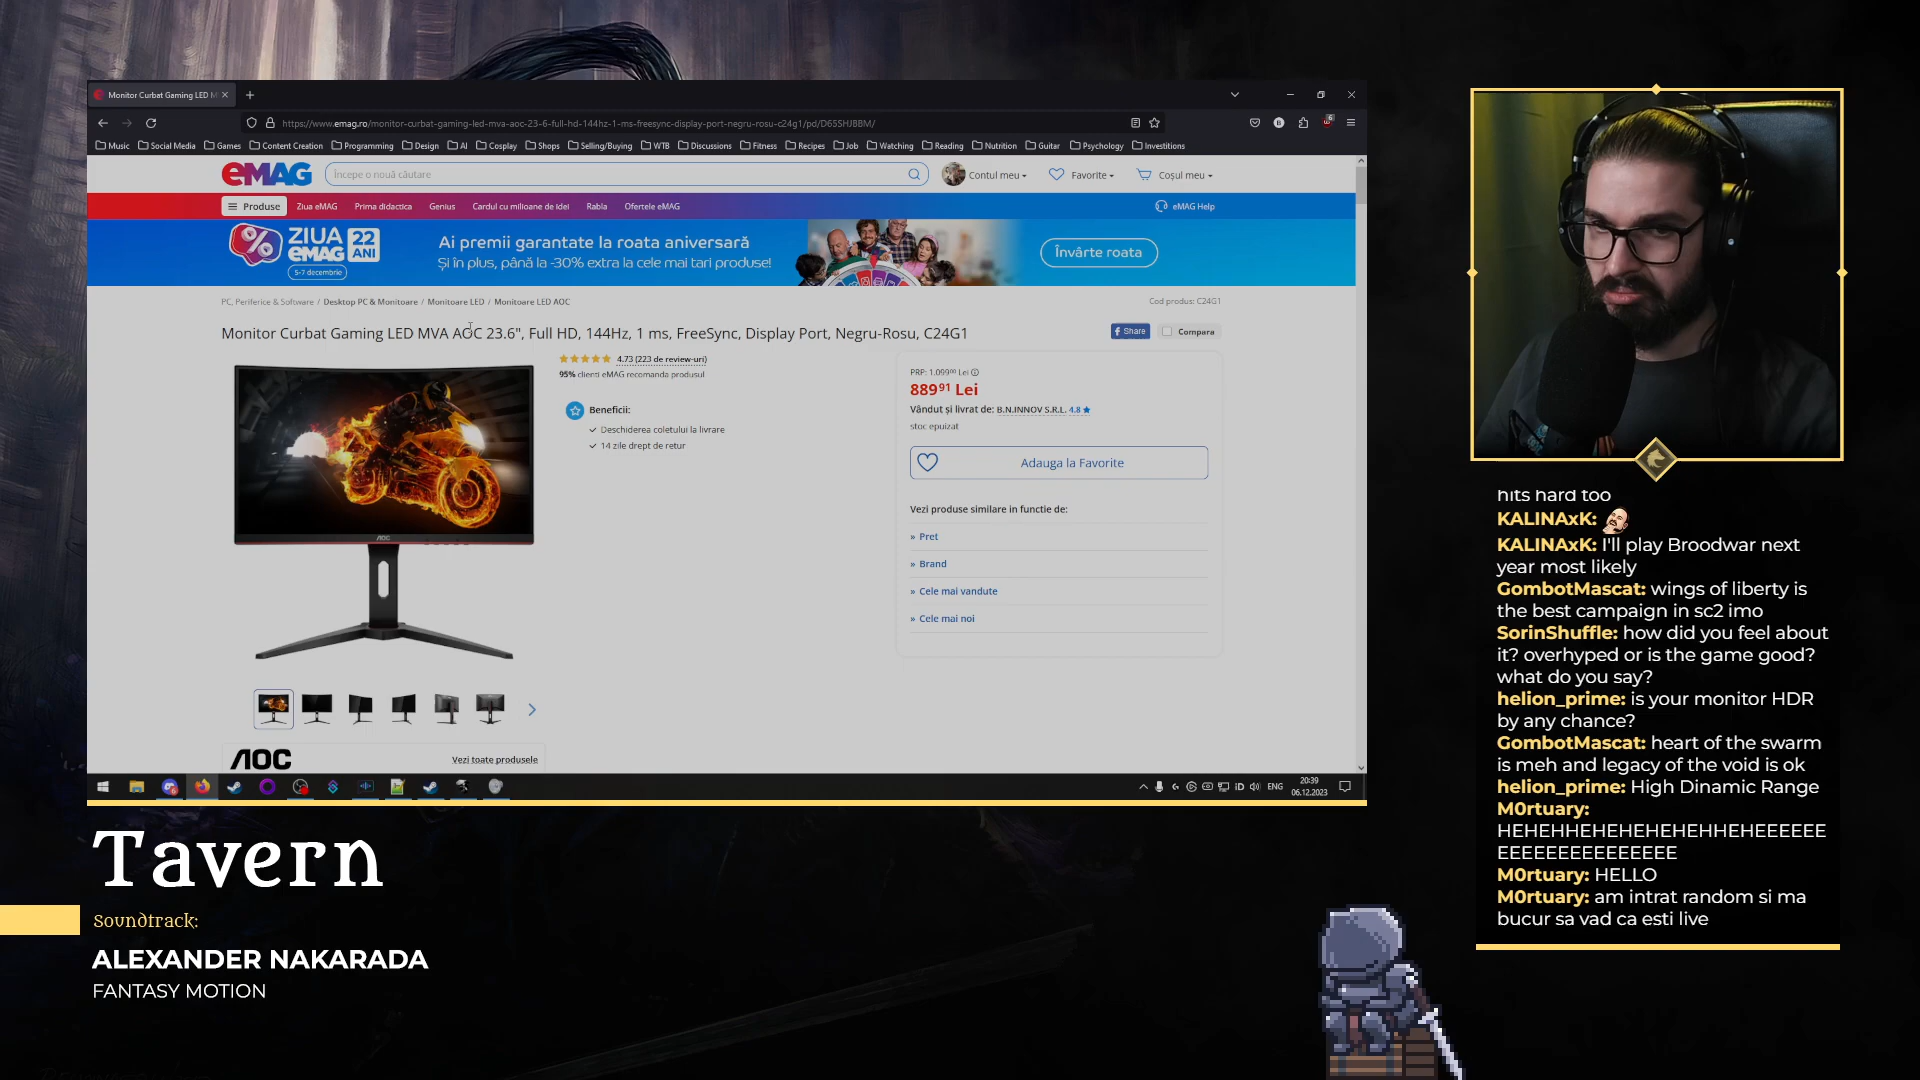 Monitor Curbat Gaming LED M
https://www.emag.ro/monitor-curbat-gaming-led-mva-aoc-23-6-full-hd-144hz-1-ms-freesync-display-port-negru-rosu-c24g1/pd/D65SHJBBM/
Music Social Media Games Content Creation Programming Design AI Cosplay Shops Selling/Buying WTB Discussions Fitness Recipes Job Watching Reading Nutrition Guitar Psychology Investitions
eMAG
Începe o nouă căutare
Contul meu
Favorite
Coșul meu
Produse
Ziua eMAG
Prima didactica
Genius
Cardul cu milioane de idei
Rabla
Ofertele eMAG
eMAG Help
ZIUA eMAG 22 ANI
5-7 decembrie
Ai premii garantate la roata aniversară
Și în plus, până la -30% extra la cele mai tari produse!
Învârte roata
PC, Periferice & Software / Desktop PC & Monitoare / Monitoare LED / Monitoare LED AOC
Cod produs: C24G1
Monitor Curbat Gaming LED MVA AOC 23.6", Full HD, 144Hz, 1 ms, FreeSync, Display Port, Negru-Rosu, C24G1
Share
Compara
4.73 (223 de review-uri)
95% clienti eMAG recomanda produsul
Beneficii:
Deschiderea coletului la livrare
14 zile drept de retur
PRP: 1.099⁰⁰ Lei
889⁹¹ Lei
Vândut și livrat de: B.N.INNOV S.R.L. 4.8
stoc epuizat
Adauga la Favorite
Vezi produse similare in functie de:
» Pret
» Brand
» Cele mai vandute
» Cele mai noi
AOC
AOC
Vezi toate produsele
ENG
20:39
06.12.2023
Tavern
Soundtrack:
ALEXANDER NAKARADA
FANTASY MOTION
hits hard too
KALINAxK:
KALINAxK: I'll play Broodwar next
year most likely
GombotMascat: wings of liberty is
the best campaign in sc2 imo
SorinShuffle: how did you feel about
it? overhyped or is the game good?
what do you say?
helion_prime: is your monitor HDR
by any chance?
GombotMascat: heart of the swarm
is meh and legacy of the void is ok
helion_prime: High Dinamic Range
M0rtuary:
HEHEHHEHEHEHEHEHHEHEEEEEE
EEEEEEEEEEEEEEE
M0rtuary: HELLO
M0rtuary: am intrat random si ma
bucur sa vad ca esti live